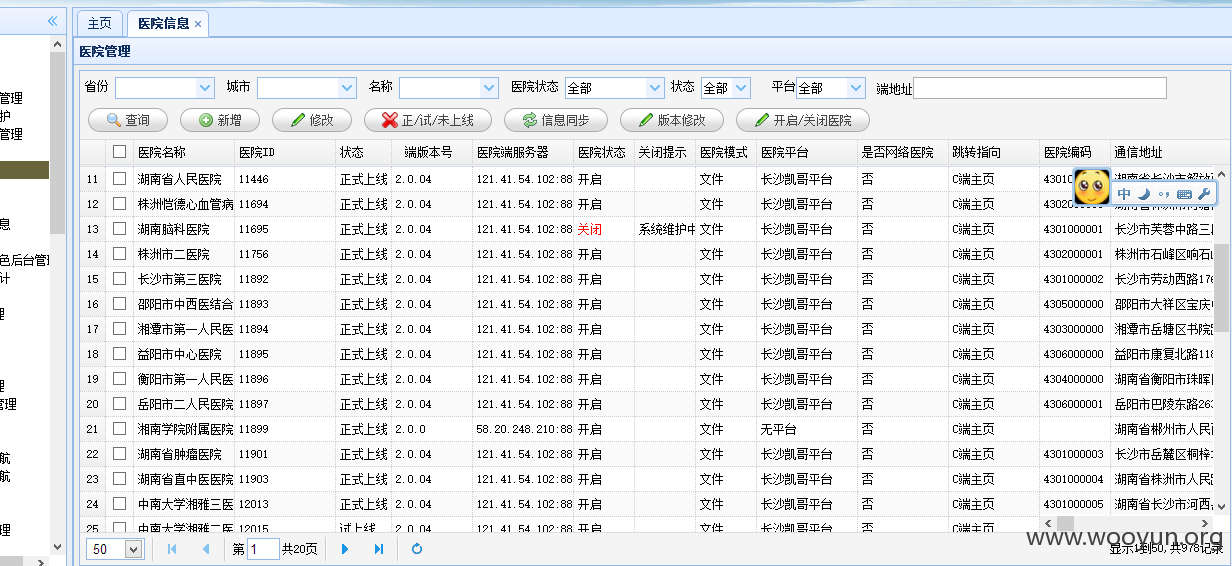 主页 医院信息
医院管理
省份 城市 名称 医院状态 全部 状态 全部 平台 全部 端地址
查询 新增 修改 正/试/未上线 信息同步 版本修改 开启/关闭医院
管理
护
管理
息
色后台管
计
理
理
管理
航
航
理
医院名称 医院ID 状态 端版本号 医院端服务器 医院状态 关闭提示 医院模式 医院平台 是否网络医院 跳转指向 医院编码 通信地址
11 湖南省人民医院 11446 正式上线 2.0.04 121.41.54.102:88 开启 文件 长沙凯哥平台 否 C端主页
中
12 株洲恺德心血管病 11694 正式上线 2.0.04 121.41.54.102:88 开启 文件 长沙凯哥平台 否 C端主页
13 湖南脑科医院 11695 正式上线 2.0.04 121.41.54.102:88 关闭 系统维护中 文件 长沙凯哥平台 否 C端主页 4301000001 长沙市芙蓉中路三
14 株洲市二医院 11756 正式上线 2.0.04 121.41.54.102:88 开启 文件 长沙凯哥平台 否 C端主页 4302000001 株洲市石峰区响石
15 长沙市第三医院 11892 正式上线 2.0.04 121.41.54.102:88 开启 文件 长沙凯哥平台 否 C端主页 4301000002 长沙市劳动西路176
16 邵阳市中西医结合 11893 正式上线 2.0.04 121.41.54.102:88 开启 文件 长沙凯哥平台 否 C端主页 4305000000 邵阳市大祥区宝庆
17 湘潭市第一人民医 11894 正式上线 2.0.04 121.41.54.102:88 开启 文件 长沙凯哥平台 否 C端主页 4303000000 湘潭市岳塘区书院
18 益阳市中心医院 11895 正式上线 2.0.04 121.41.54.102:88 开启 文件 长沙凯哥平台 否 C端主页 4306000000 益阳市康复北路118
19 衡阳市第一人民医 11896 正式上线 2.0.04 121.41.54.102:88 开启 文件 长沙凯哥平台 否 C端主页 4304000000 湖南省衡阳市珠晖
20 岳阳市二人民医院 11897 正式上线 2.0.04 121.41.54.102:88 开启 文件 长沙凯哥平台 否 C端主页 4306000001 岳阳市巴陵东路263
21 湘南学院附属医院 11899 正式上线 2.0.0 58.20.248.210:88 开启 文件 无平台 否 C端主页 湖南省郴州市人民
22 湖南省肿瘤医院 11901 正式上线 2.0.04 121.41.54.102:88 开启 文件 长沙凯哥平台 否 C端主页 4301000003 长沙市岳麓区桐梓
23 湖南省直中医医院 11903 正式上线 2.0.04 121.41.54.102:88 开启 文件 长沙凯哥平台 否 C端主页 4301000004 湖南省株洲市人民
24 中南大学湘雅三医 12013 正式上线 2.0.04 121.41.54.102:88 开启 文件 长沙凯哥平台 否 C端主页 4301000005 湖南省长沙市河西
25 中南大学湘雅二医 12015 试上线 2.0.04 121.41.54.102:88 开启 文件 长沙凯哥平台 否 C端主页
50 第 1 共20页 显示1到50,共978记录
www.wooyun.org